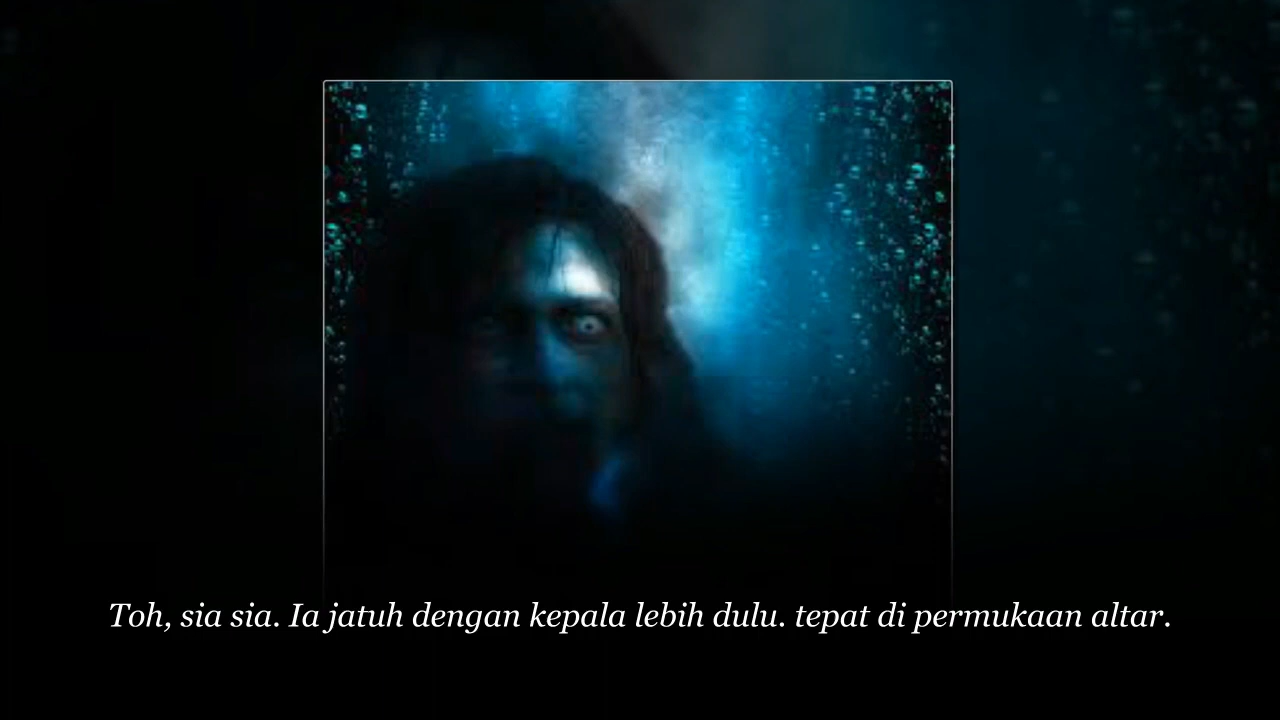 Toh, sia sia. Ia jatuh dengan kepala lebih dulu. tepat di permukaan altar.